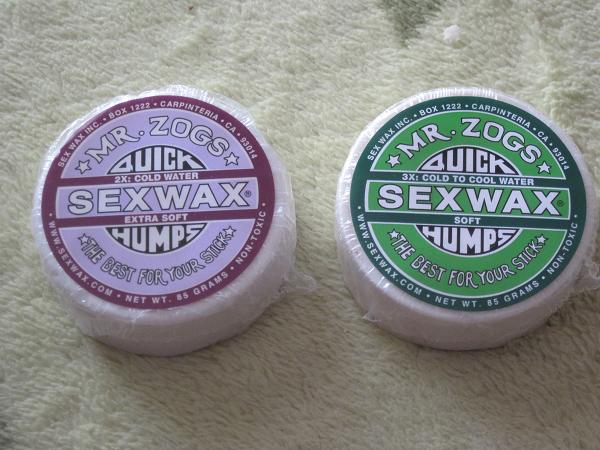 SEX WAX INC. • BOX 1222 • CARPINTERIA • CA • 93014
MR. ZOGS
QUICK
2X: COLD WATER
SEXWAX®
EXTRA SOFT
HUMPS
THE BEST FOR YOUR STICK
• WWW.SEXWAX.COM • NET WT. 85 GRAMS • NON-TOXIC •
SEX WAX INC. • BOX 1222 • CARPINTERIA • CA • 93014
MR. ZOGS
QUICK
3X: COLD TO COOL WATER
SEXWAX®
SOFT
HUMPS
THE BEST FOR YOUR STICK
• WWW.SEXWAX.COM • NET WT. 85 GRAMS • NON-TOXIC •